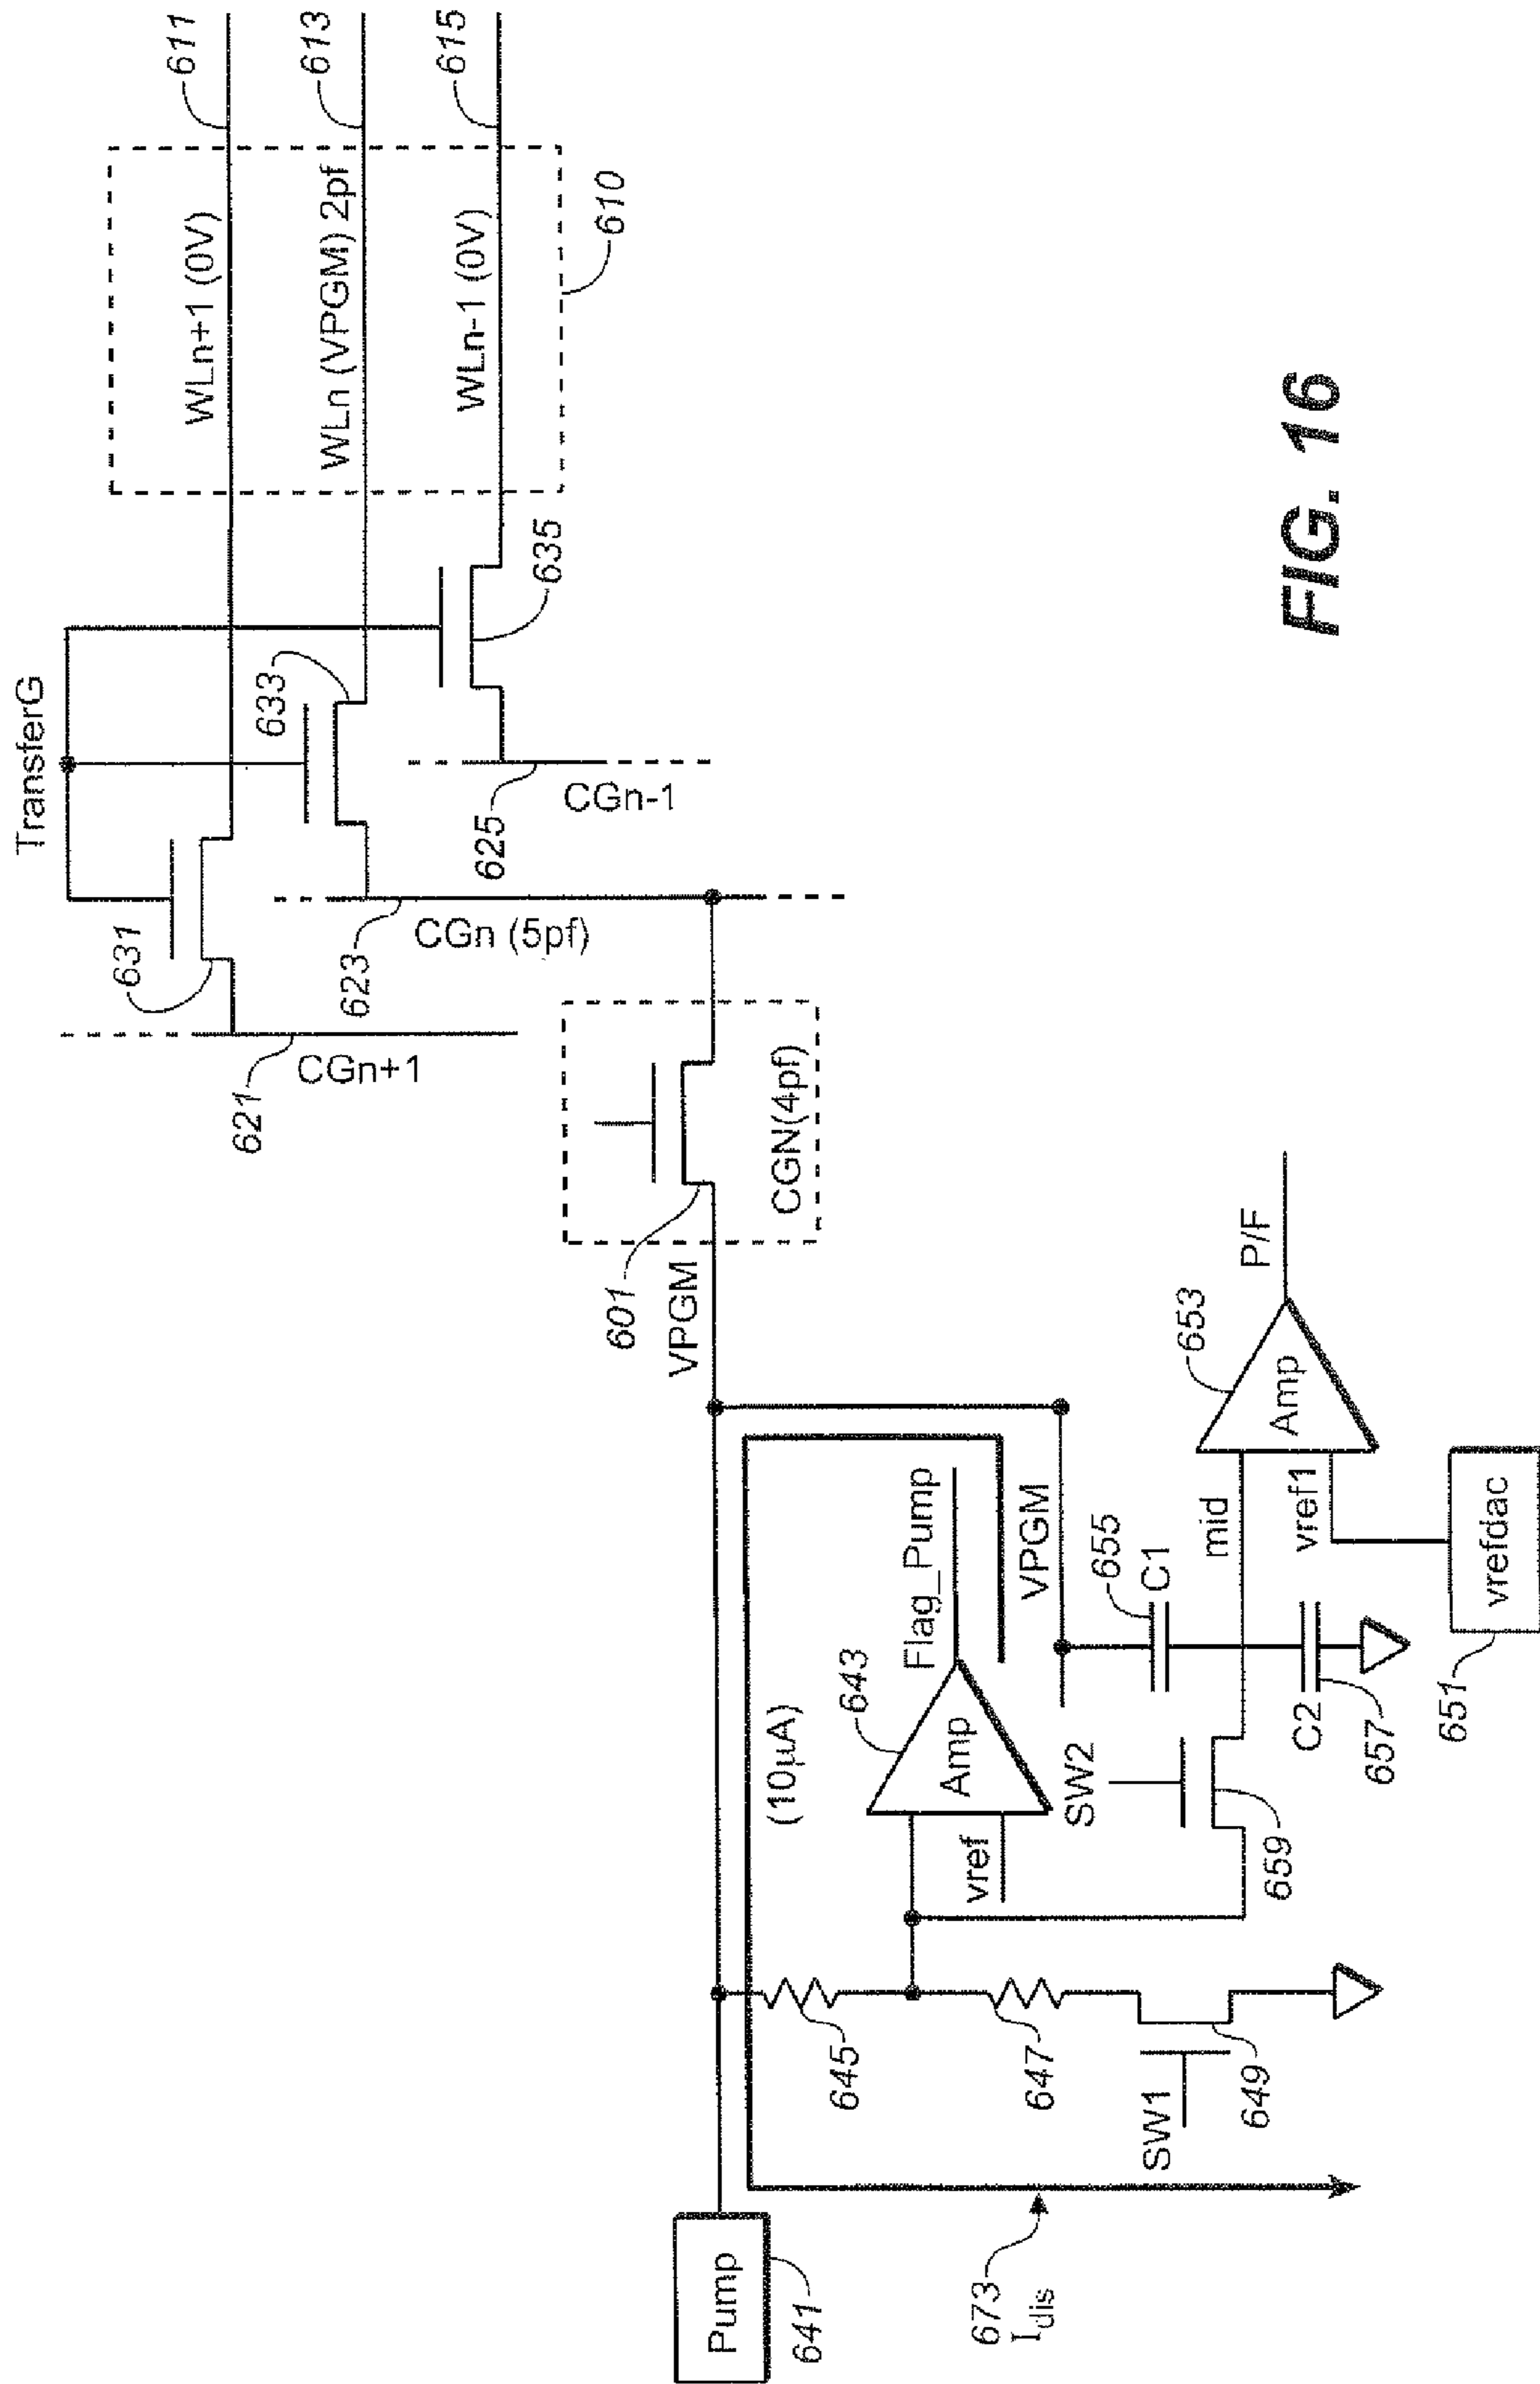 TransferG
611
613
615
WLn+1 (0V)
WLn (VPGM) 2pf
WLn-1 (0V)
610
631
633
635
621
CGn+1
623
CGn (5pf)
625
CGn-1
601
CGN(4pf)
VPGM
Pump
641
673
I_dis
(10µA)
645
647
SW1
649
643
Amp
vref
Flag_Pump
VPGM
SW2
659
655
C1
C2
657
mid
vref1
653
Amp
P/F
vrefdac
651
FIG. 16